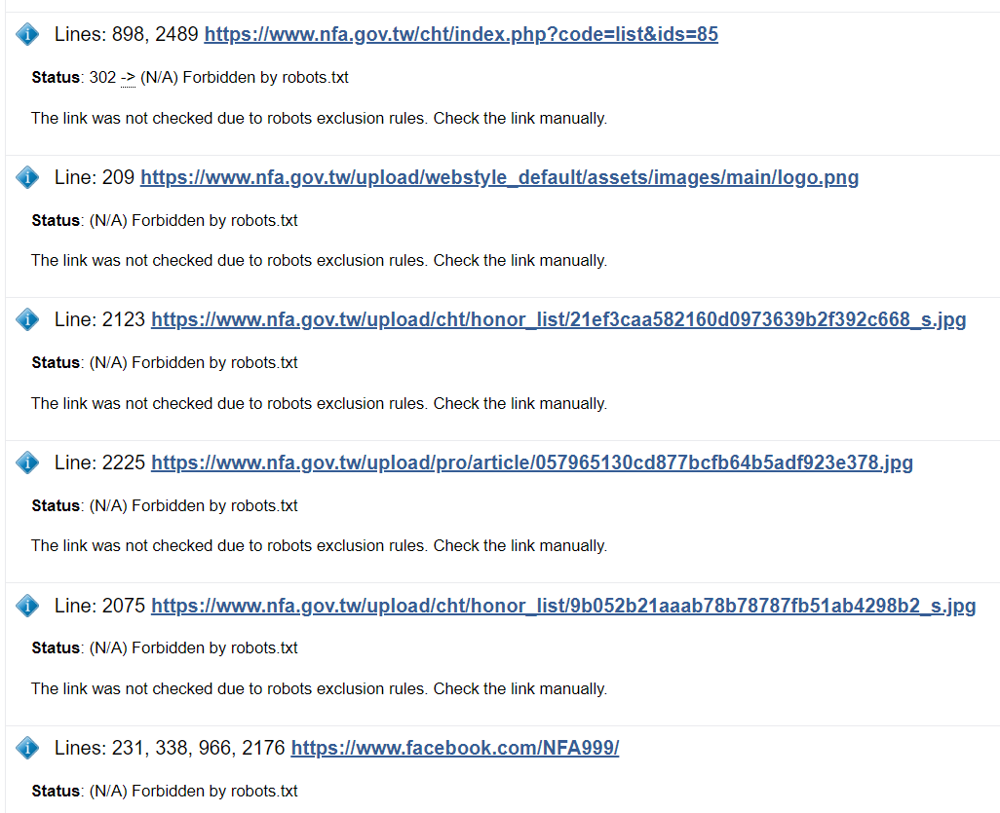 Lines: 898, 2489 https://www.nfa.gov.tw/cht/index.php?code=list&ids=85
Status: 302 -> (N/A) Forbidden by robots.txt
The link was not checked due to robots exclusion rules. Check the link manually.
Line: 209 https://www.nfa.gov.tw/upload/webstyle_default/assets/images/main/logo.png
Status: (N/A) Forbidden by robots.txt
The link was not checked due to robots exclusion rules. Check the link manually.
Line: 2123 https://www.nfa.gov.tw/upload/cht/honor_list/21ef3caa582160d0973639b2f392c668_s.jpg
Status: (N/A) Forbidden by robots.txt
The link was not checked due to robots exclusion rules. Check the link manually.
Line: 2225 https://www.nfa.gov.tw/upload/pro/article/057965130cd877bcfb64b5adf923e378.jpg
Status: (N/A) Forbidden by robots.txt
The link was not checked due to robots exclusion rules. Check the link manually.
Line: 2075 https://www.nfa.gov.tw/upload/cht/honor_list/9b052b21aaab78b78787fb51ab4298b2_s.jpg
Status: (N/A) Forbidden by robots.txt
The link was not checked due to robots exclusion rules. Check the link manually.
Lines: 231, 338, 966, 2176 https://www.facebook.com/NFA999/
Status: (N/A) Forbidden by robots.txt